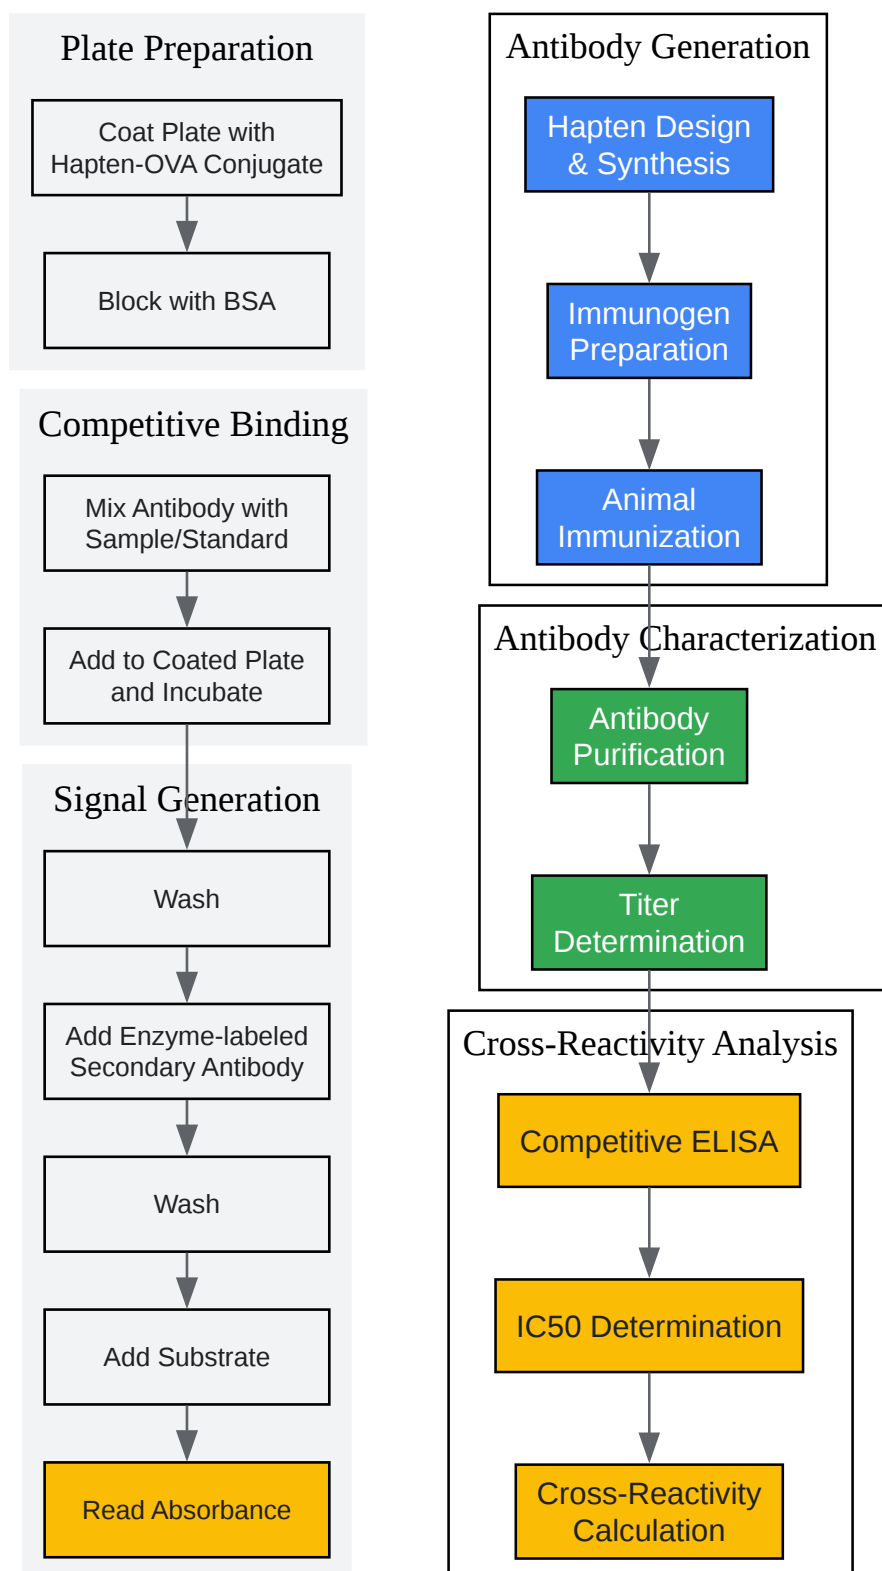 Plate Preparation
Coat Plate with
Hapten-OVA Conjugate
Block with BSA
Competitive Binding
Mix Antibody with
Sample/Standard
Add to Coated Plate
and Incubate
Signal Generation
Wash
Add Enzyme-labeled
Secondary Antibody
Wash
Add Substrate
Read Absorbance
Antibody Generation
Hapten Design
& Synthesis
Immunogen
Preparation
Animal
Immunization
Antibody Characterization
Antibody
Purification
Titer
Determination
Cross-Reactivity Analysis
Competitive ELISA
IC50 Determination
Cross-Reactivity
Calculation